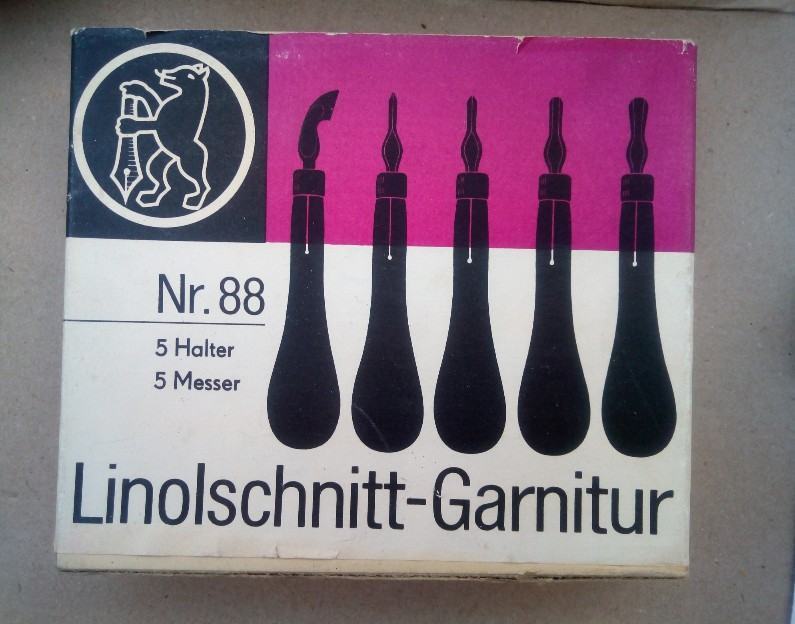 Nr. 88
5 Halter
5 Messer
Linolschnitt-Garnitur